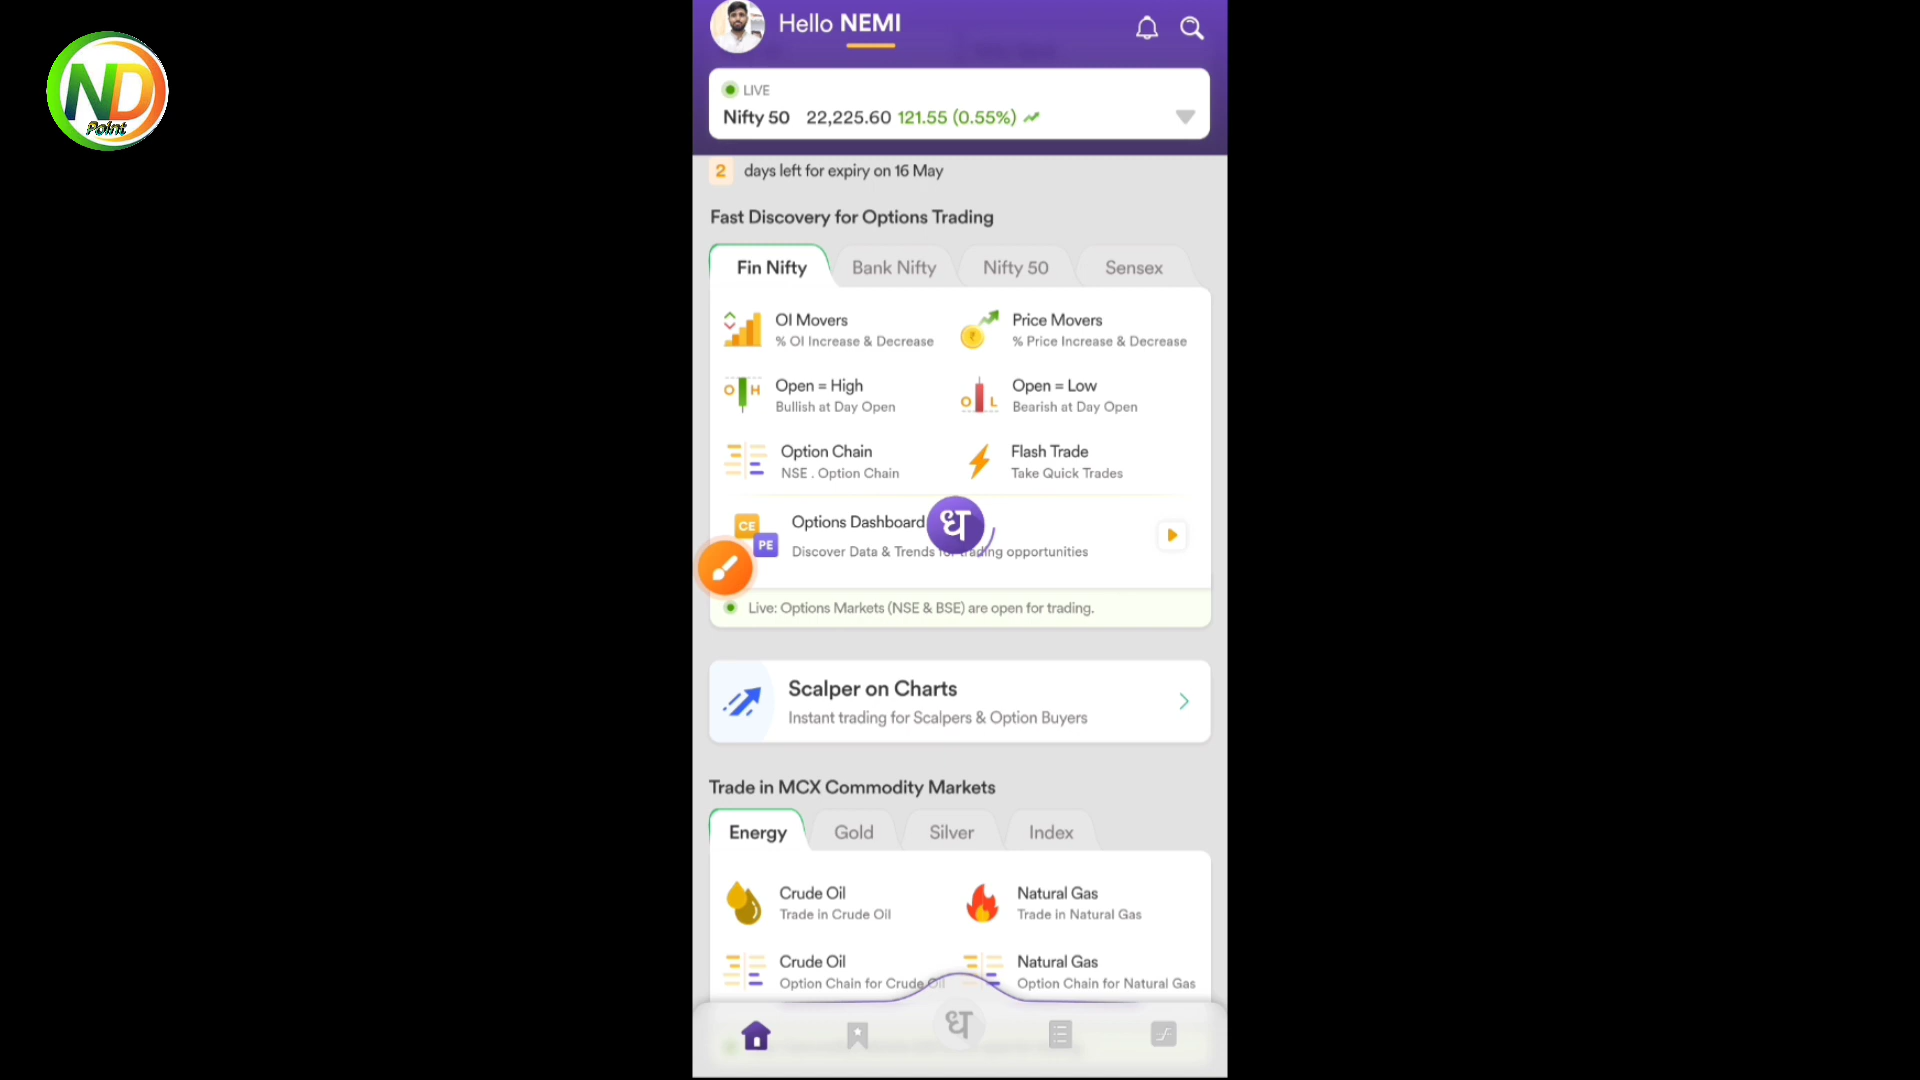 ND
Point
Hello NEMI
LIVE
Nifty 50 22,225.60 121.55 (0.55%)
2 days left for expiry on 16 May
Fast Discovery for Options Trading
Fin Nifty Bank Nifty Nifty 50 Sensex
OI Movers Price Movers
% OI Increase & Decrease % Price Increase & Decrease
O H Open = High Open = Low
Bullish at Day Open O L Bearish at Day Open
Option Chain Flash Trade
NSE . Option Chain Take Quick Trades
CE Options Dashboard ध
PE Discover Data & Trends for trading opportunities
Live: Options Markets (NSE & BSE) are open for trading.
Scalper on Charts
Instant trading for Scalpers & Option Buyers
Trade in MCX Commodity Markets
Energy Gold Silver Index
Crude Oil Natural Gas
Trade in Crude Oil Trade in Natural Gas
Crude Oil Natural Gas
Option Chain for Crude Oil Option Chain for Natural Gas
ध